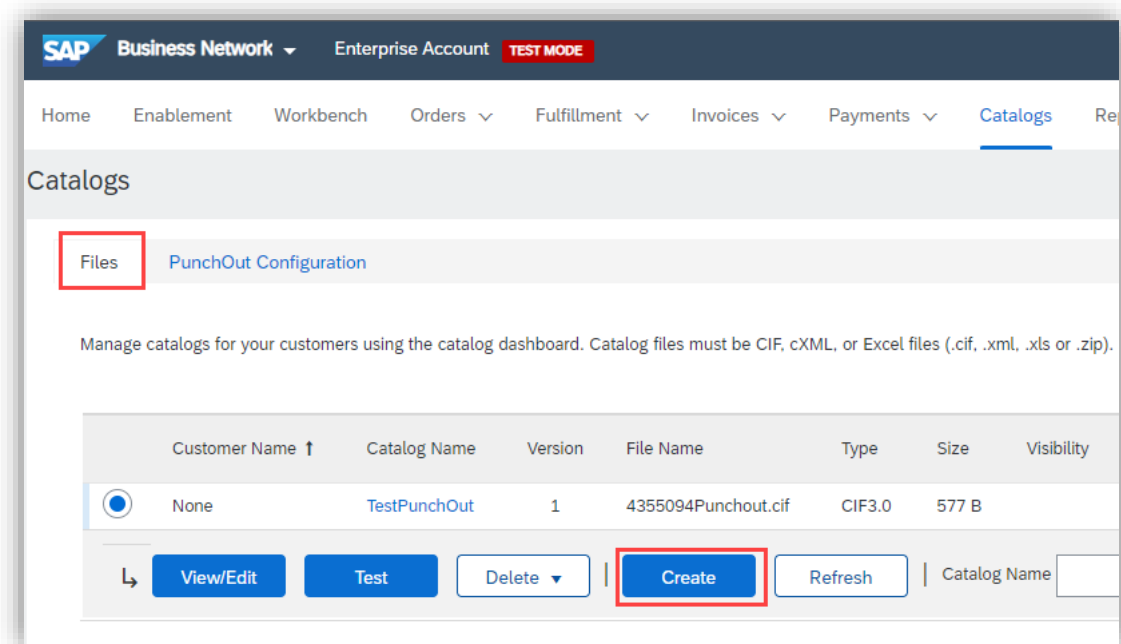 SAP Business Network Enterprise Account TEST MODE
Home Enablement Workbench Orders Fulfillment Invoices Payments Catalogs
Catalogs
Files PunchOut Configuration
Manage catalogs for your customers using the catalog dashboard. Catalog files must be CIF, cXML, or Excel files (.cif, .xml, .xls or .zip).
Customer Name ↑ Catalog Name Version File Name Type Size Visibility
None TestPunchOut 1 4355094Punchout.cif CIF3.0 577 B
View/Edit Test Delete Create Refresh Catalog Name